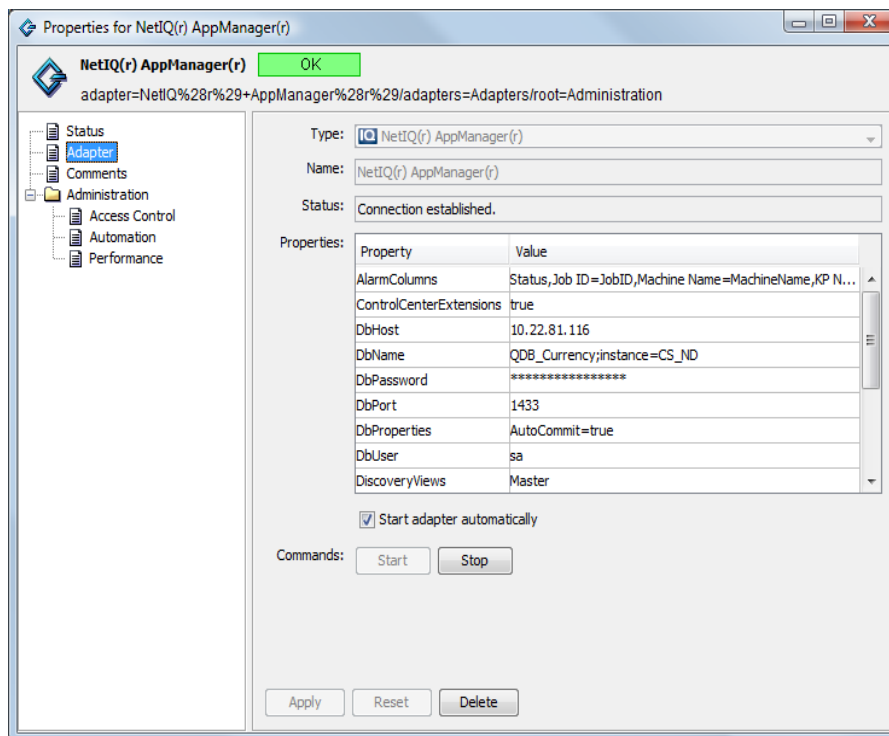 Properties for NetIQ(r) AppManager(r)
NetIQ(r) AppManager(r) OK
adapter=NetIQ%28r%29+AppManager%28r%29/adapters=Adapters/root=Administration
Status
Adapter
Comments
Administration
Access Control
Automation
Performance
Type: IQ NetIQ(r) AppManager(r)
Name: NetIQ(r) AppManager(r)
Status: Connection established.
Properties:
Property Value
AlarmColumns Status,Job ID=JobID,Machine Name=MachineName,KP N...
ControlCenterExtensions true
DbHost 10.22.81.116
DbName QDB_Currency;instance=CS_ND
DbPassword ****************
DbPort 1433
DbProperties AutoCommit=true
DbUser sa
DiscoveryViews Master
Start adapter automatically
Commands: Start Stop
Apply Reset Delete